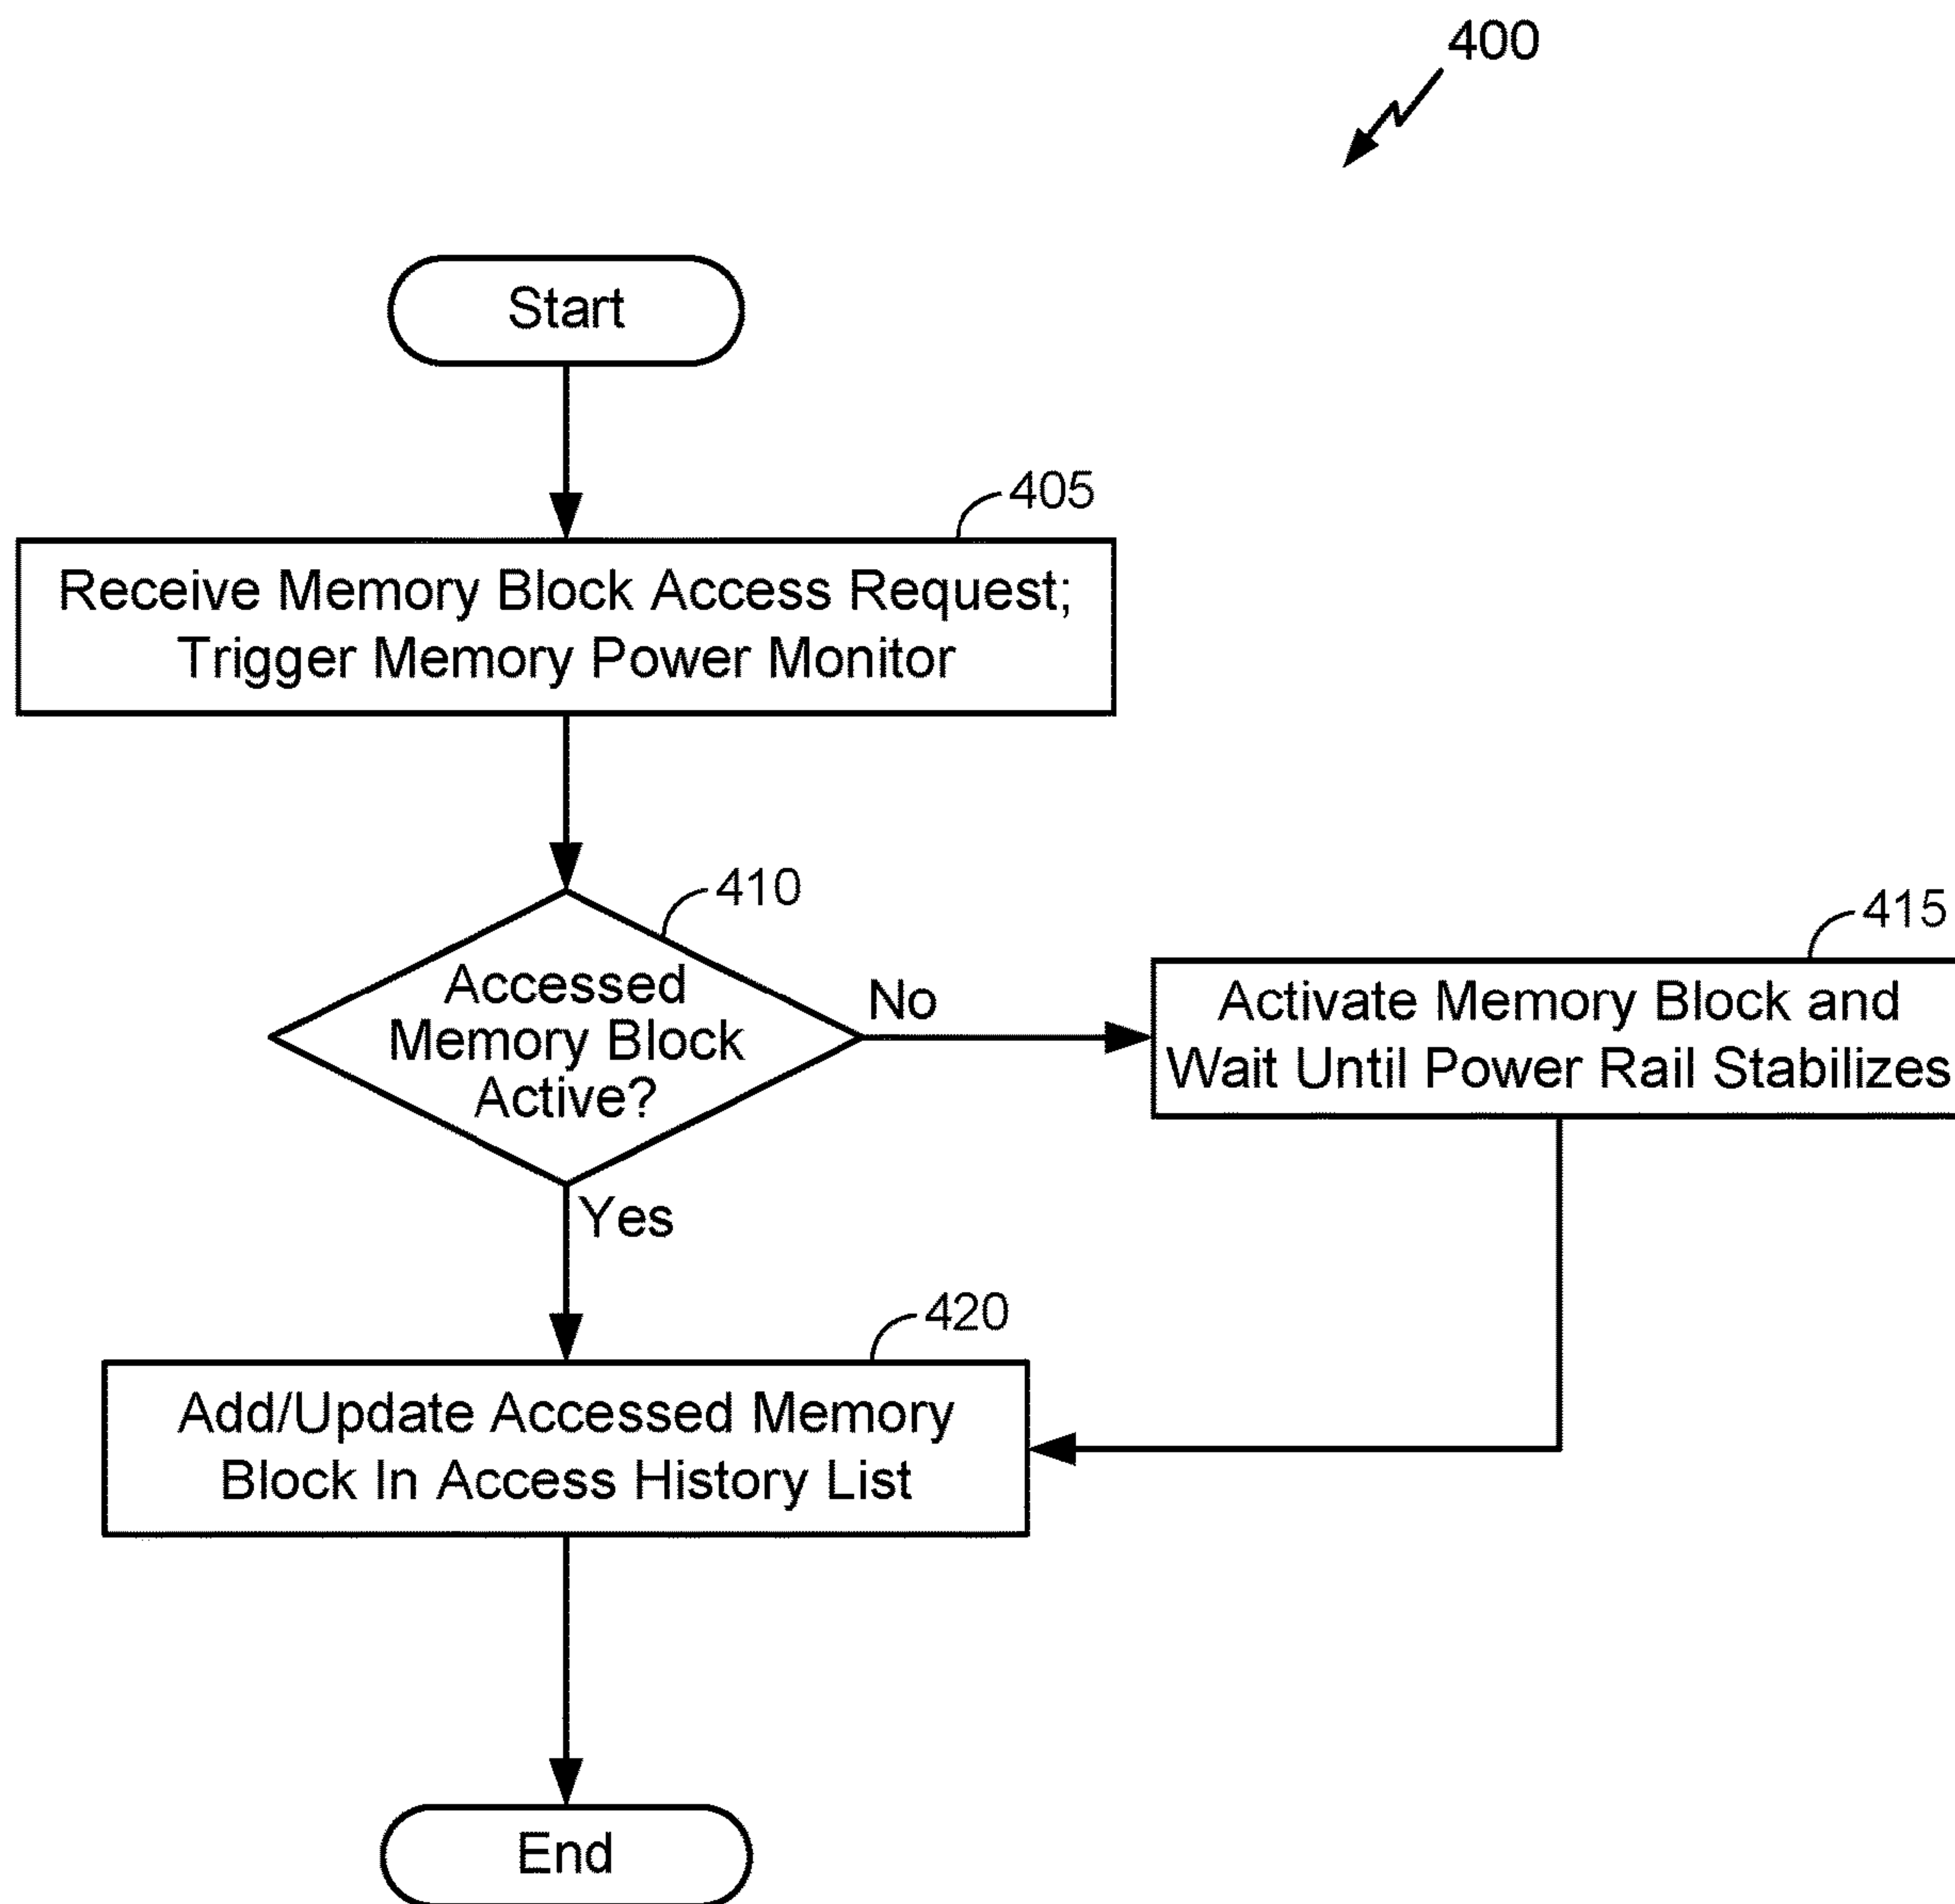 400
Start
405
Receive Memory Block Access Request;
Trigger Memory Power Monitor
410
Accessed
Memory Block
Active?
No
415
Activate Memory Block and
Wait Until Power Rail Stabilizes
Yes
420
Add/Update Accessed Memory
Block In Access History List
End